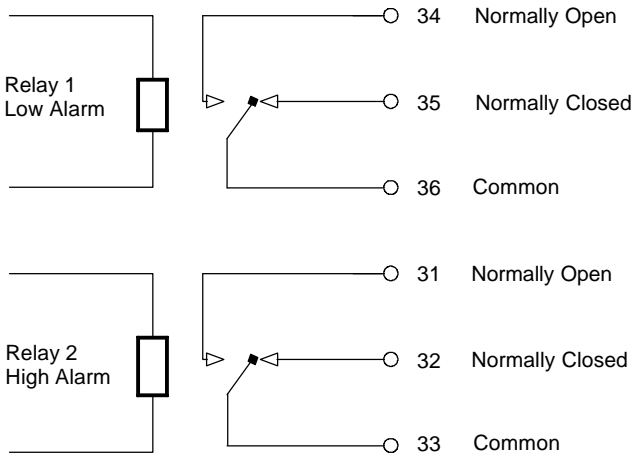 34 Normally Open
Relay 1
Low Alarm
35 Normally Closed
36 Common
31 Normally Open
Relay 2
High Alarm
32 Normally Closed
33 Common